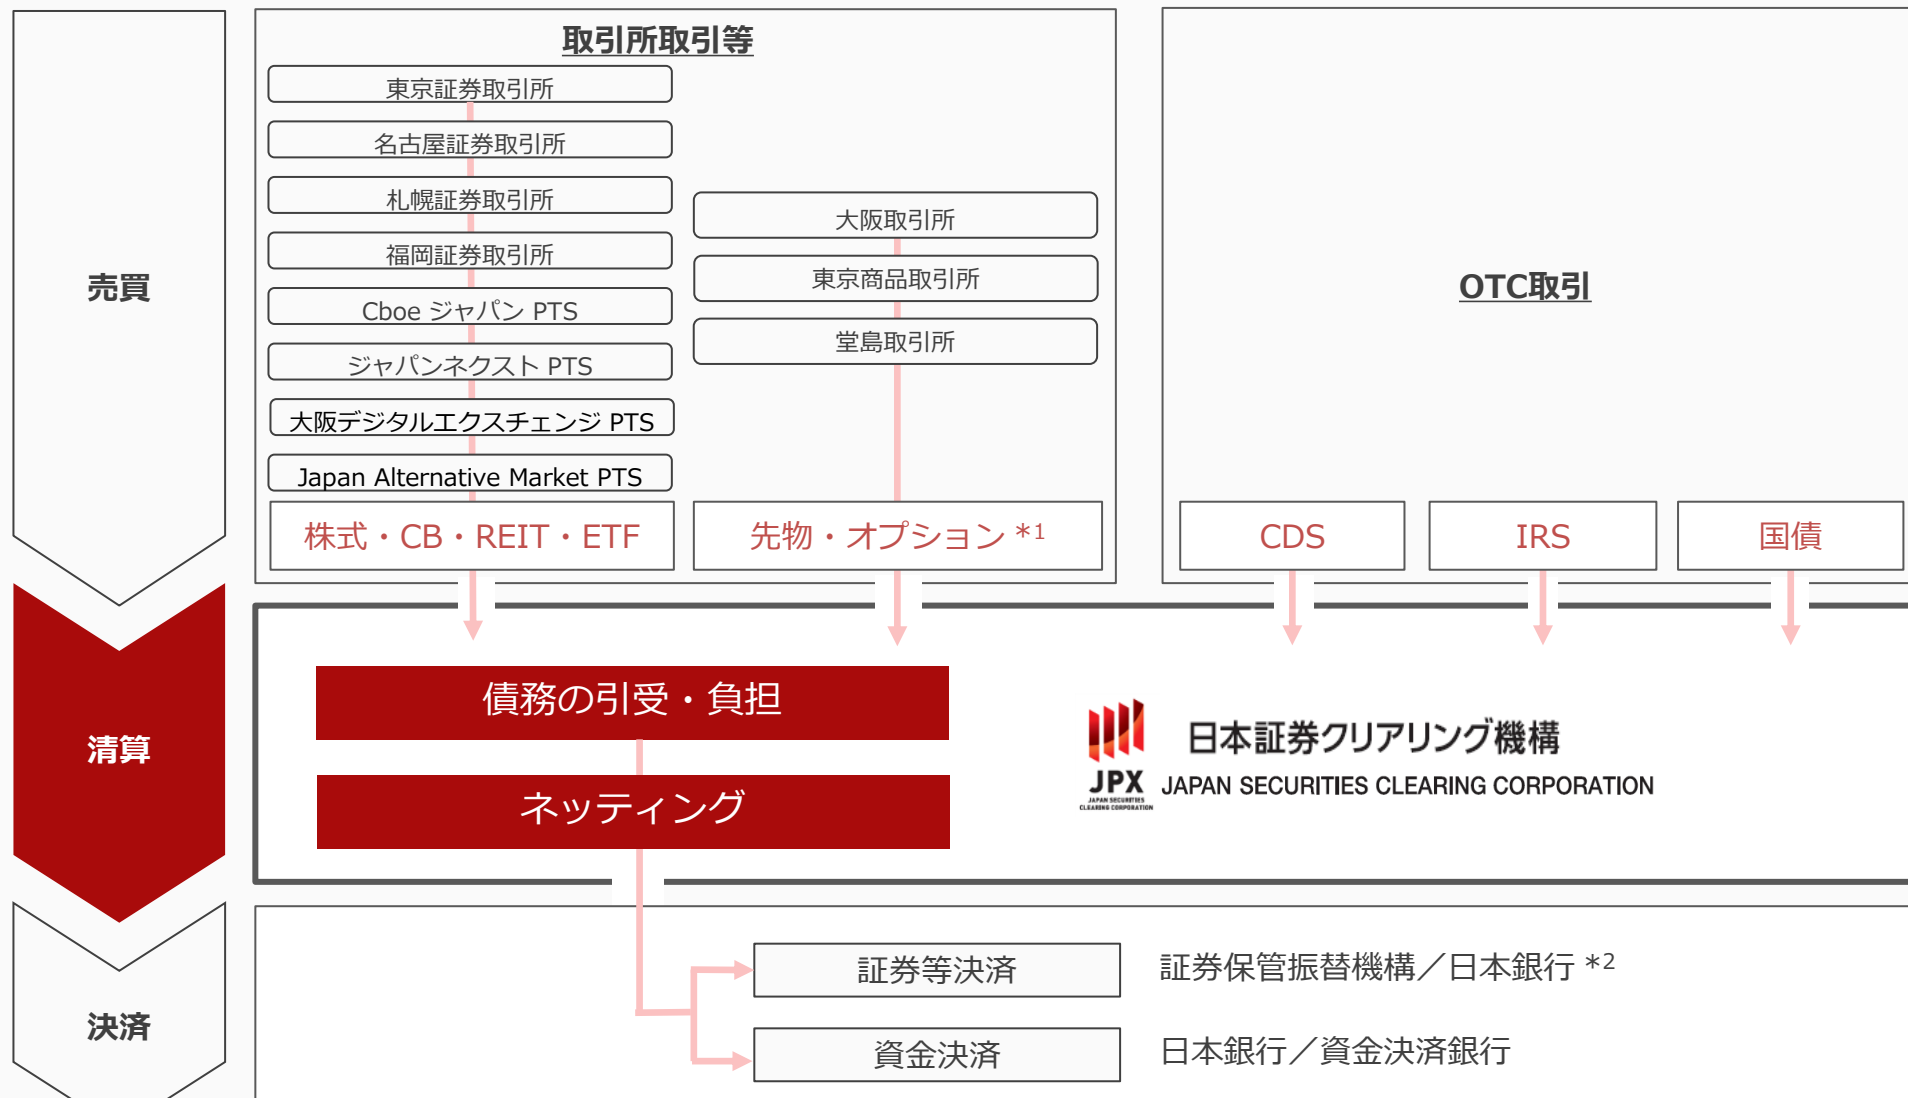 売買
取引所取引等
東京証券取引所
名古屋証券取引所
札幌証券取引所
福岡証券取引所
Cboe ジャパン PTS
ジャパンネクスト PTS
大阪デジタルエクスチェンジ PTS
Japan Alternative Market PTS
株式・CB・REIT・ETF
大阪取引所
東京商品取引所
堂島取引所
先物・オプション *1
OTC取引
CDS
IRS
国債
清算
債務の引受・負担
ネッティング
JPX
JAPAN SECURITIES
CLEARING CORPORATION
日本証券クリアリング機構
JAPAN SECURITIES CLEARING CORPORATION
決済
証券等決済
証券保管振替機構／日本銀行 *2
資金決済
日本銀行／資金決済銀行